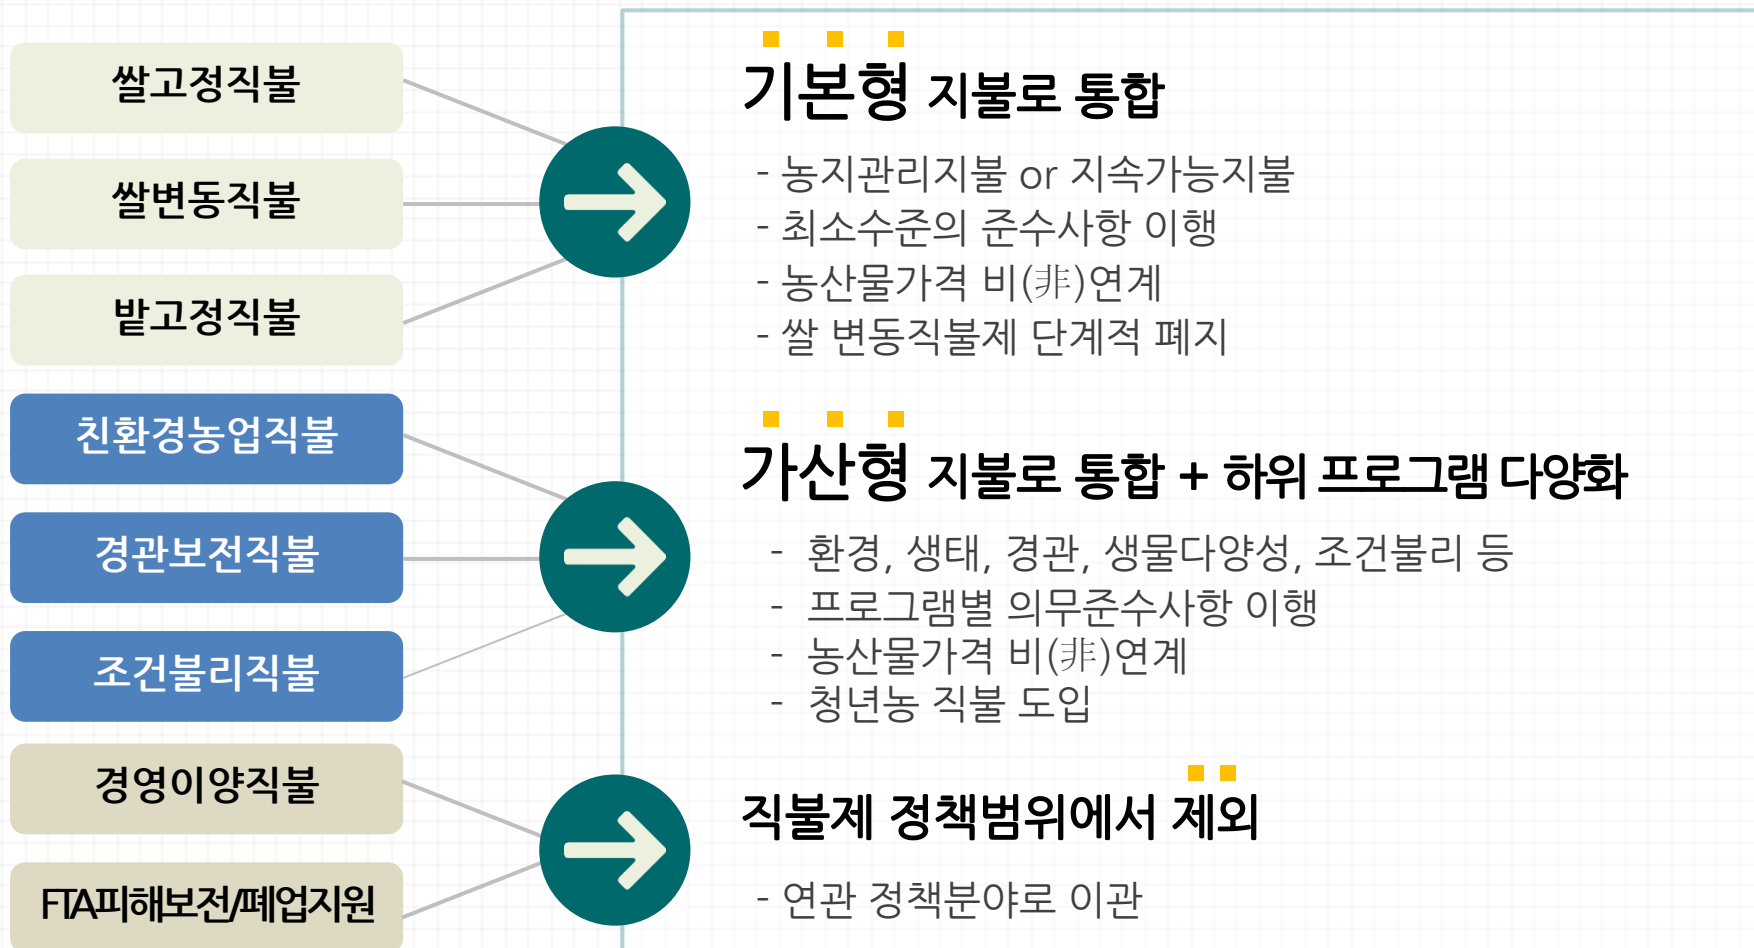 쌀고정직불
쌀변동직불
밭고정직불
기본형 지불로 통합
- 농지관리지불 or 지속가능지불
- 최소수준의 준수사항 이행
- 농산물가격 비(非)연계
- 쌀 변동직불제 단계적 폐지
친환경농업직불
경관보전직불
조건불리직불
가산형 지불로 통합 + 하위 프로그램 다양화
- 환경, 생태, 경관, 생물다양성, 조건불리 등
- 프로그램별 의무준수사항 이행
- 농산물가격 비(非)연계
- 청년농 직불 도입
경영이양직불
FTA피해보전/폐업지원
직불제 정책범위에서 제외
- 연관 정책분야로 이관